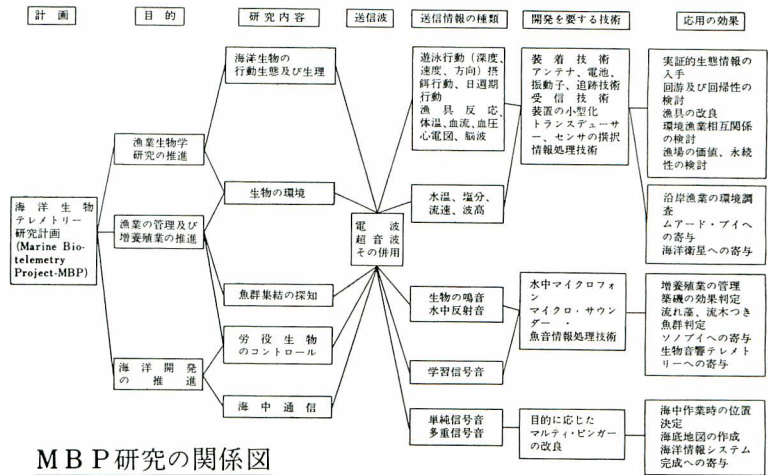 計画
目的
研究内容
送信波
送信情報の種類
開発を要する技術
応用の効果
海洋生物
テレメトリー
研究計画
(Marine Bio-
telemetry
Project-MBP)
漁業生物学
研究の推進
漁業の管理及び
増養殖業の推進
海洋開発
の推進
海洋生物の
行動生態及び生理
生物の環境
魚群集結の探知
労役生物
のコントロール
海中通信
電波
超音波
その併用
遊泳行動(深度、
速度、方向)摂
餌行動、日週期
行動
漁具反応、
体温、血流、血圧
心電図、脳波
水温、塩分、
流速、波高
生物の鳴音
水中反射音
学習信号音
単純信号音
多重信号音
装着技術
アンテナ、電池、
振動子、追跡技術
受信技術
装置の小型化
トランスデューサ
ー、センサの撰択
情報処理技術
水中マイクロフォ
ン
マイクロ・サウン
ダー・
魚音情報処理技術
目的に応じた
マルティ・ピンガー
の改良
実証的生態情報の
入手
回游及び回帰性の
検討
漁具の改良
環境漁業相互関係
の検討
漁場の価値、永続
性の検討
沿岸漁業の環境調
査
ムアード・ブイへ
の寄与
海洋衛星への寄与
増養殖業の管理
築磯の効果判定
流れ藻、流木つき
魚群判定
ソノブイへの寄与
生物音響テレメト
リーへの寄与
海中作業時の位置
決定
海底地図の作成
海洋情報システム
完成への寄与
MBP研究の関係図